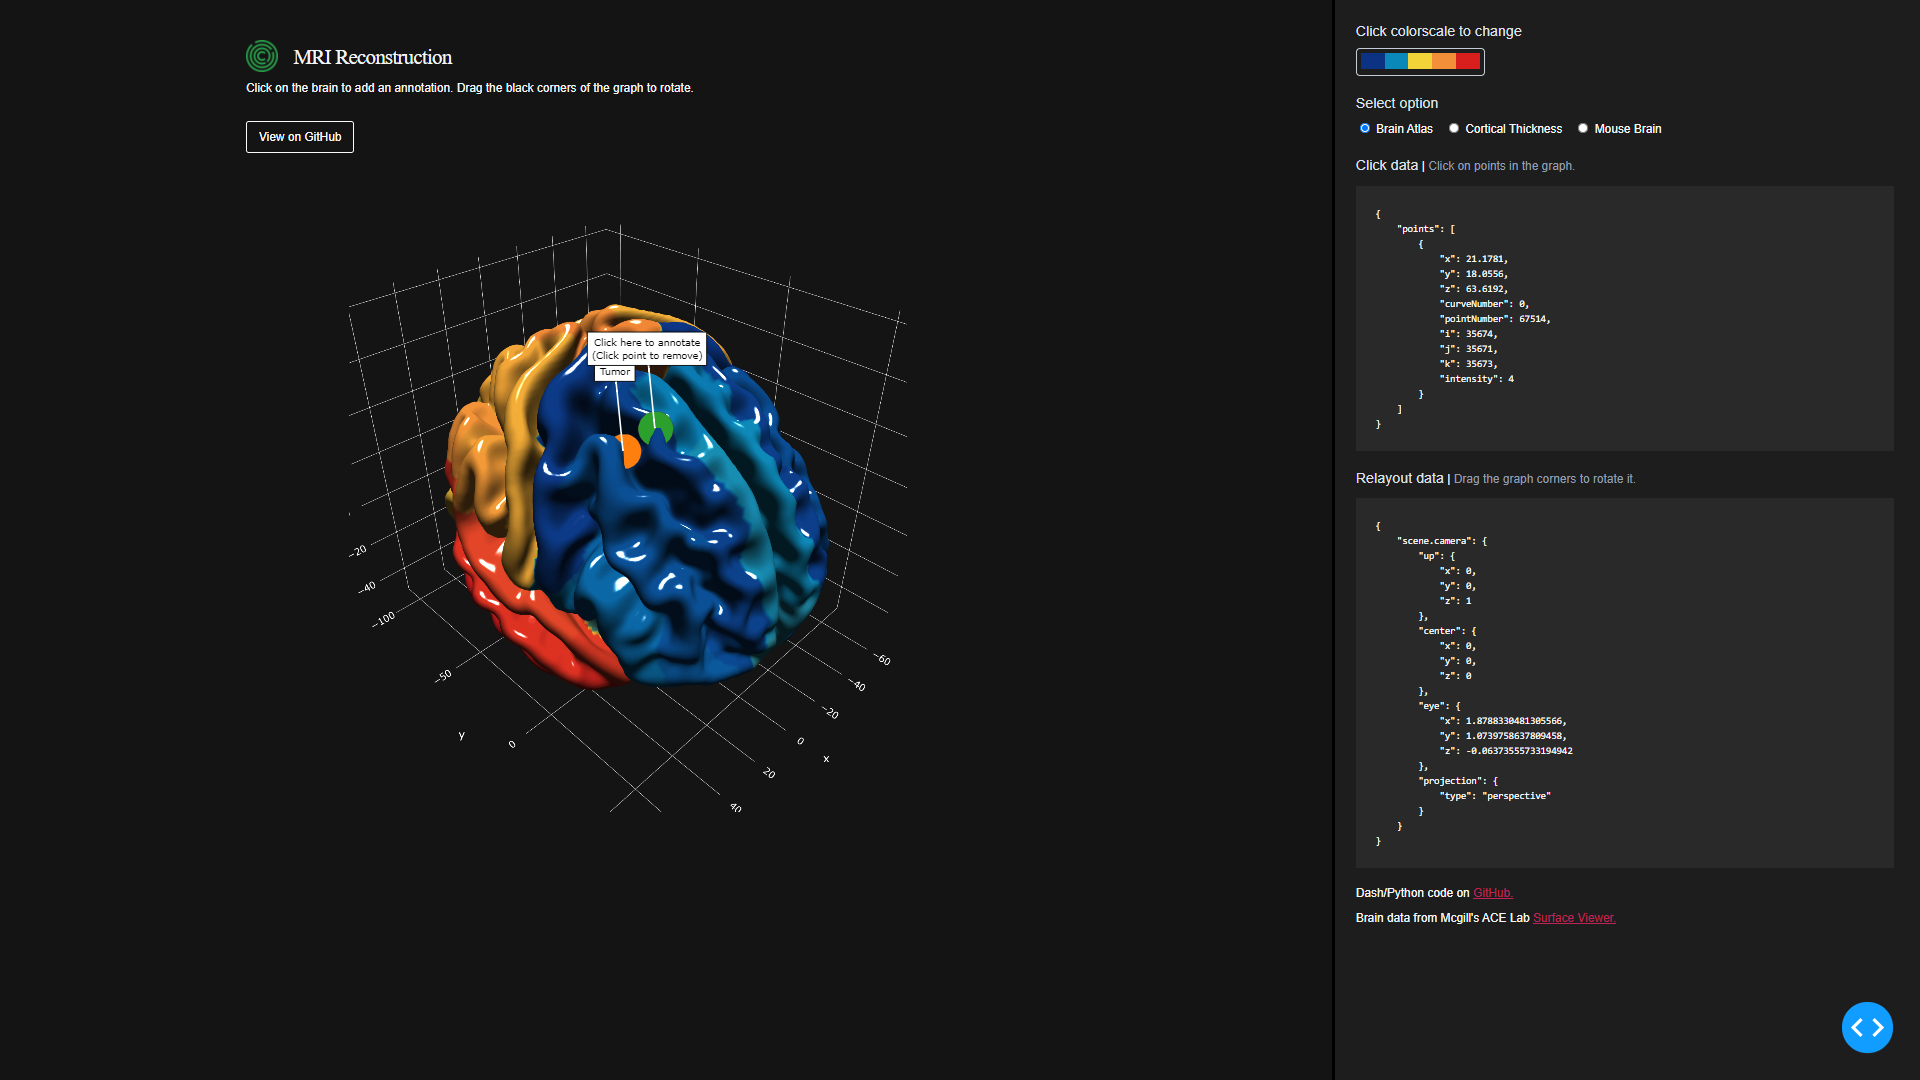 MRI Reconstruction
Click on the brain to add an annotation. Drag the black corners of the graph to rotate.
View on GitHub
Click here to annotate
(Click point to remove)
Tumor
−20
−40
−100
−50
0
y
−60
−40
−20
0
20
40
x
Click colorscale to change
Select option
Brain Atlas Cortical Thickness Mouse Brain
Click data | Click on points in the graph.
{
"points": [
{
"x": 21.1781,
"y": 18.0556,
"z": 63.6192,
"curveNumber": 0,
"pointNumber": 67514,
"i": 35674,
"j": 35671,
"k": 35673,
"intensity": 4
}
]
}
Relayout data | Drag the graph corners to rotate it.
{
"scene.camera": {
"up": {
"x": 0,
"y": 0,
"z": 1
},
"center": {
"x": 0,
"y": 0,
"z": 0
},
"eye": {
"x": 1.8788330481305566,
"y": 1.0739758637809458,
"z": -0.06373555733194942
},
"projection": {
"type": "perspective"
}
}
}
Dash/Python code on GitHub.
Brain data from Mcgill's ACE Lab Surface Viewer.